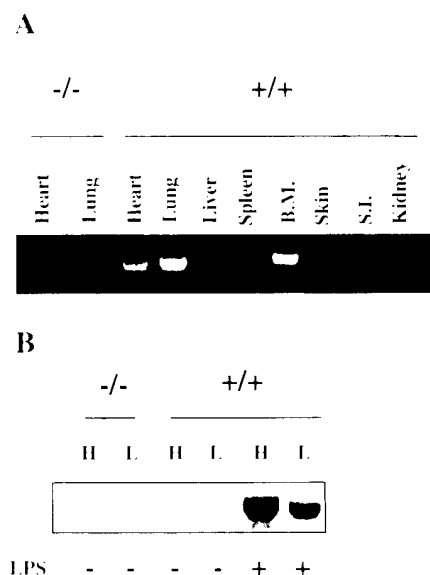 A
-/- +/+
Heart Lung Heart Lung Liver Spleen B.M. Skin S.I. Kidney
B
-/- +/+
H L H L H L
LPS - - - - + +